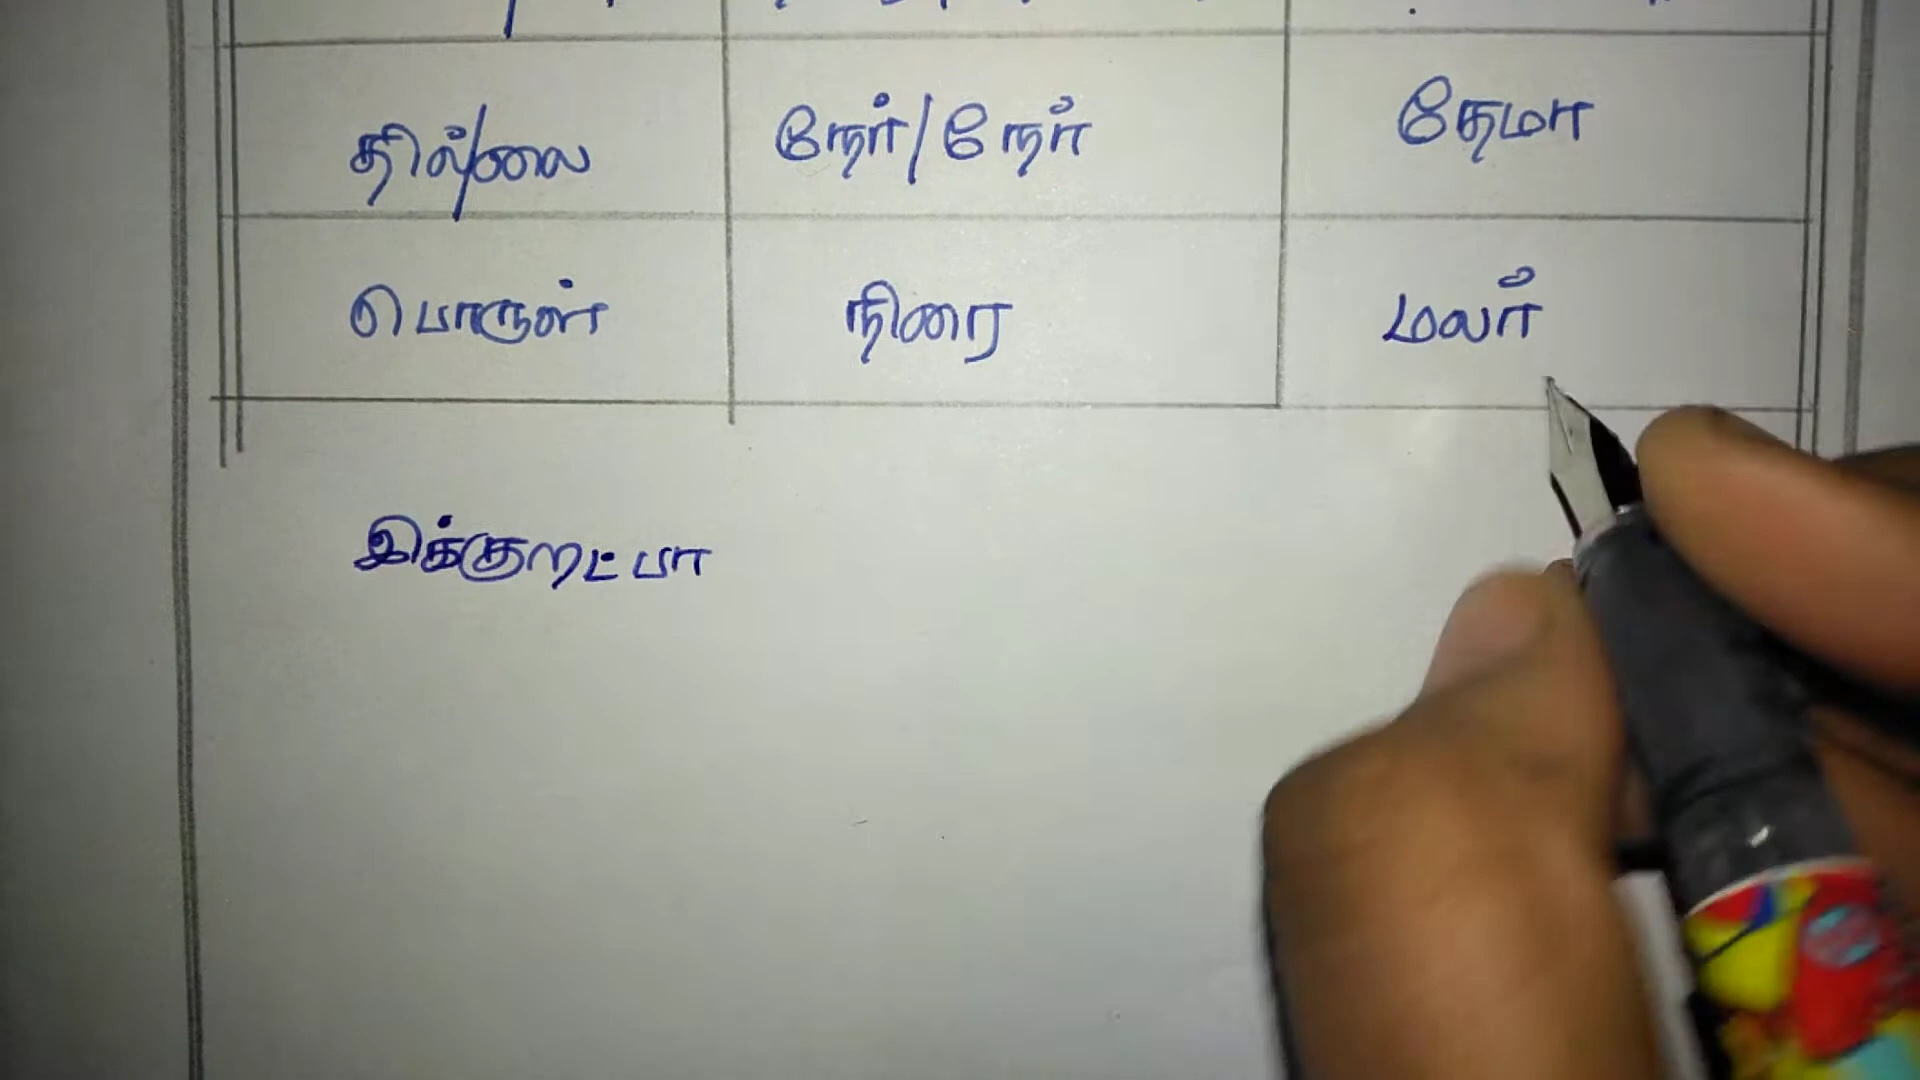 தில்/லை நேர்/நேர் தேமா
பொருள் நிரை மலர்
இக்குறட்பா